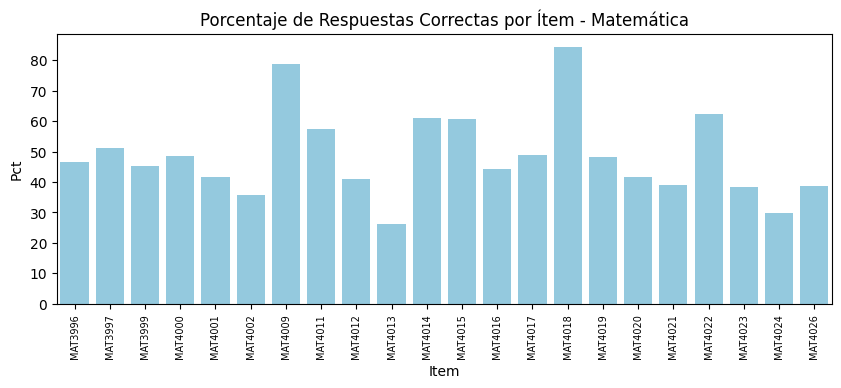 Porcentaje de Respuestas Correctas por Ítem - Matemática
Pct
80
70
60
50
40
30
20
10
0
MAT3996
MAT3997
MAT3999
MAT4000
MAT4001
MAT4002
MAT4009
MAT4011
MAT4012
MAT4013
MAT4014
MAT4015
MAT4016
MAT4017
MAT4018
MAT4019
MAT4020
MAT4021
MAT4022
MAT4023
MAT4024
MAT4026
Item